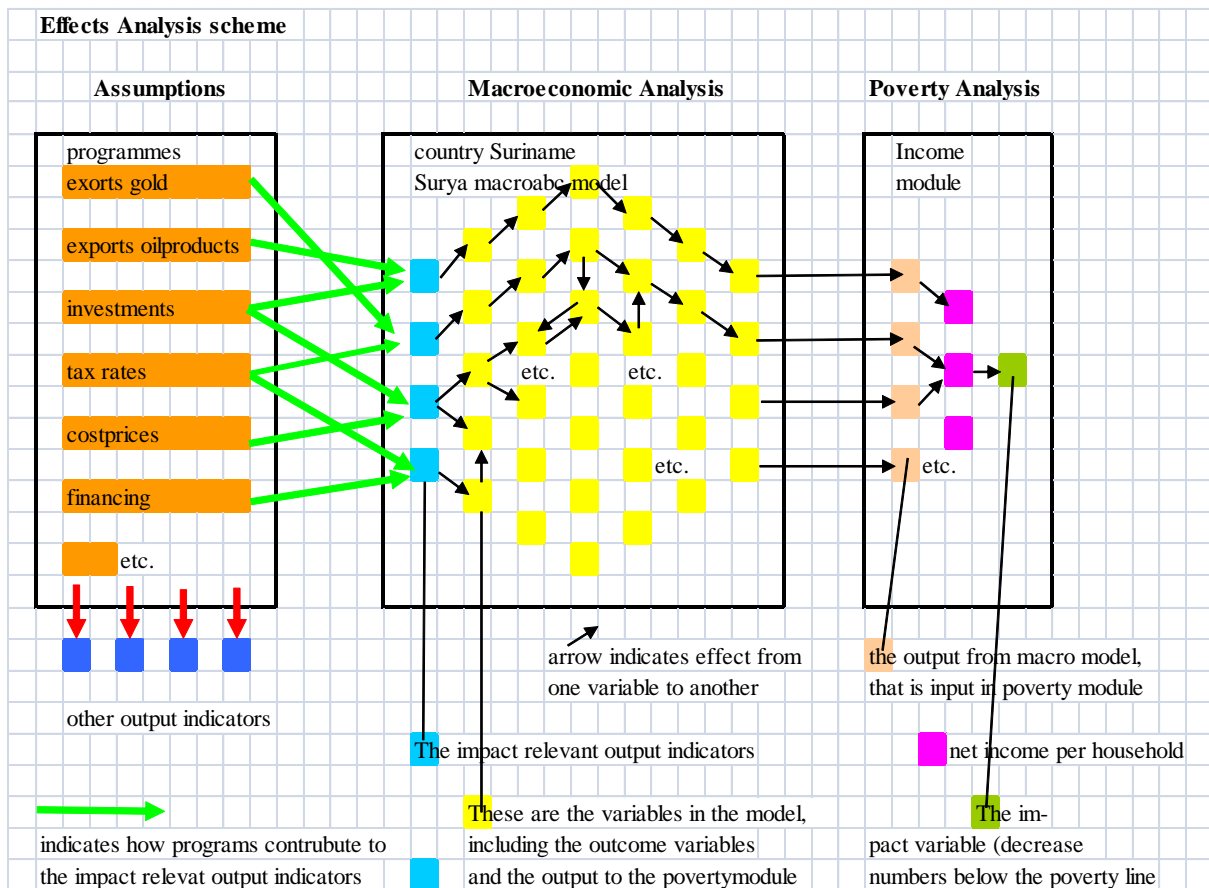 Effects Analysis scheme
Assumptions
Macroeconomic Analysis
Poverty Analysis
programmes
exorts gold
exports oilproducts
investments
tax rates
costprices
financing
etc.
other output indicators
indicates how programs contrubute to
the impact relevat output indicators
country Suriname
Surya macroabc model
etc.
etc.
etc.
arrow indicates effect from
one variable to another
The impact relevant output indicators
These are the variables in the model,
including the outcome variables
and the output to the povertymodule
Income
module
etc.
the output from macro model,
that is input in poverty module
net income per household
The im-
pact variable (decrease
numbers below the poverty line